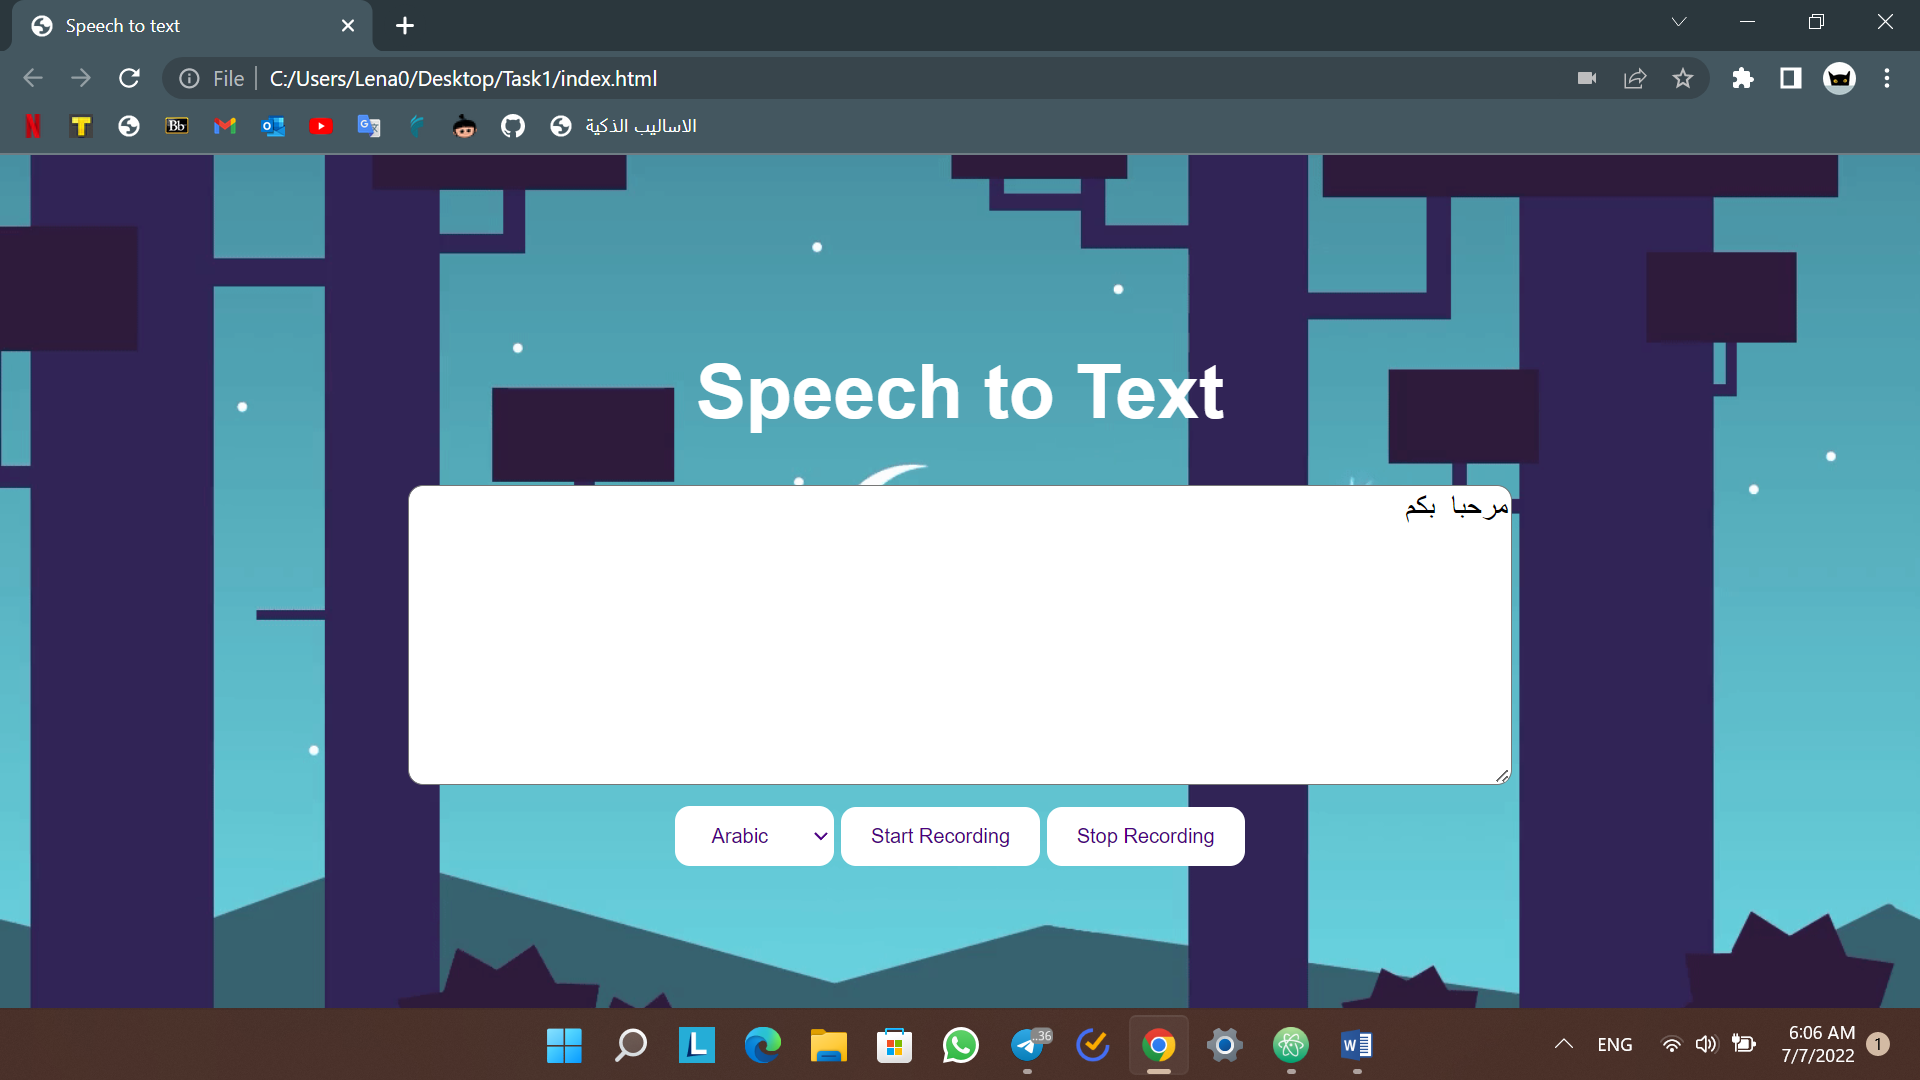 Speech to text
File
C:/Users/Lena0/Desktop/Task1/index.html
Bb
الاساليب الذكية
Speech to Text
مرحبا بكم
Arabic
Start Recording
Stop Recording
..36
ENG
6:06 AM
7/7/2022
1